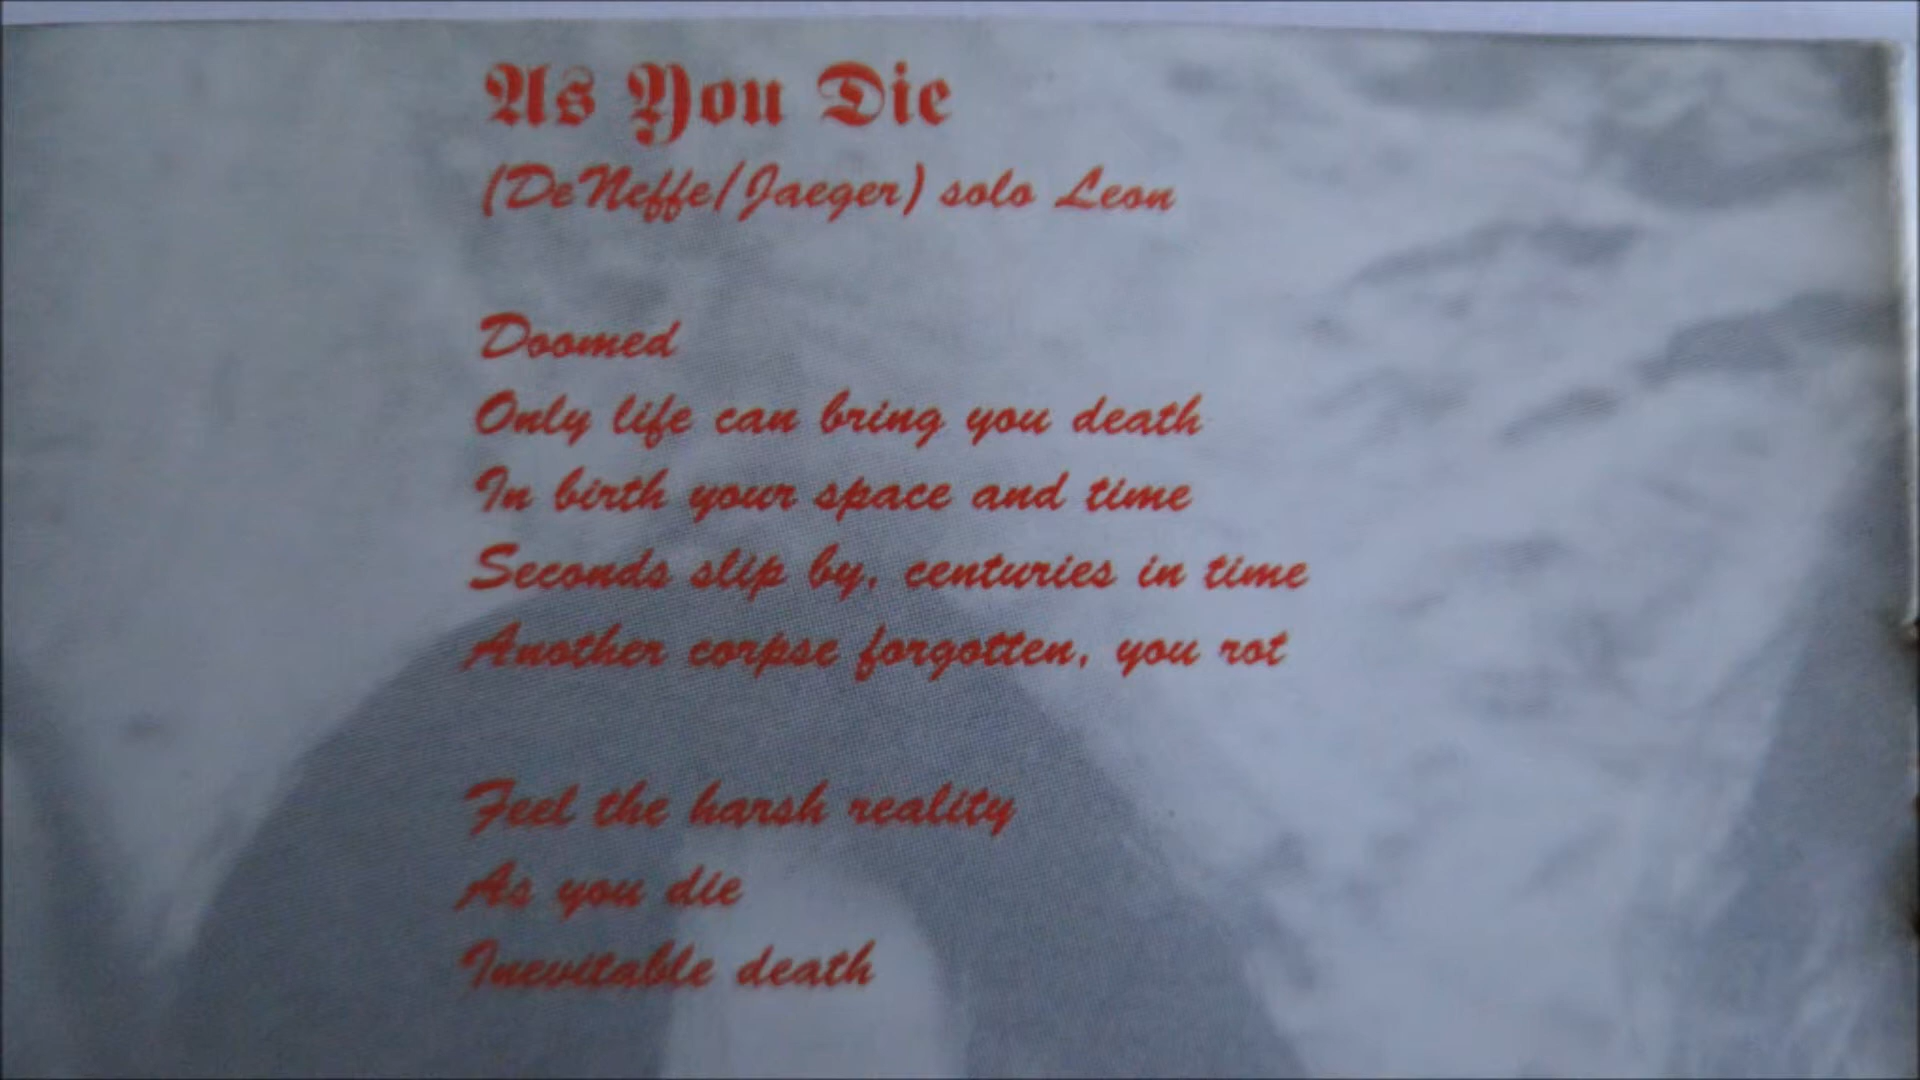 As You Die
(DeNeffe/Jaeger) solo Leon
Doomed
Only life can bring you death
In birth your space and time
Seconds slip by, centuries in time
Another corpse forgotten, you rot
Feel the harsh reality
As you die
Inevitable death